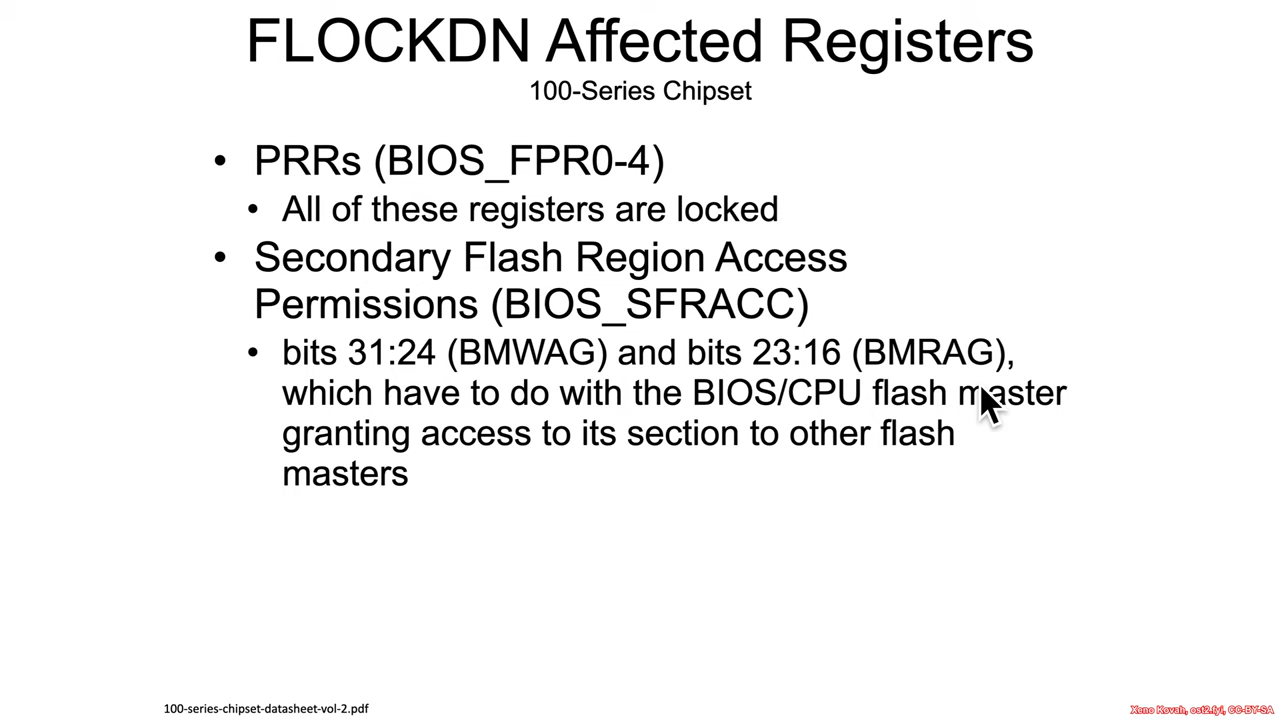 FLOCKDN Affected Registers
100-Series Chipset
• PRRs (BIOS_FPR0-4)
• All of these registers are locked
• Secondary Flash Region Access
Permissions (BIOS_SFRACC)
• bits 31:24 (BMWAG) and bits 23:16 (BMRAG),
which have to do with the BIOS/CPU flash master
granting access to its section to other flash
masters
100-series-chipset-datasheet-vol-2.pdf
Xeno Kovah, ost2.fyi, CC-BY-SA